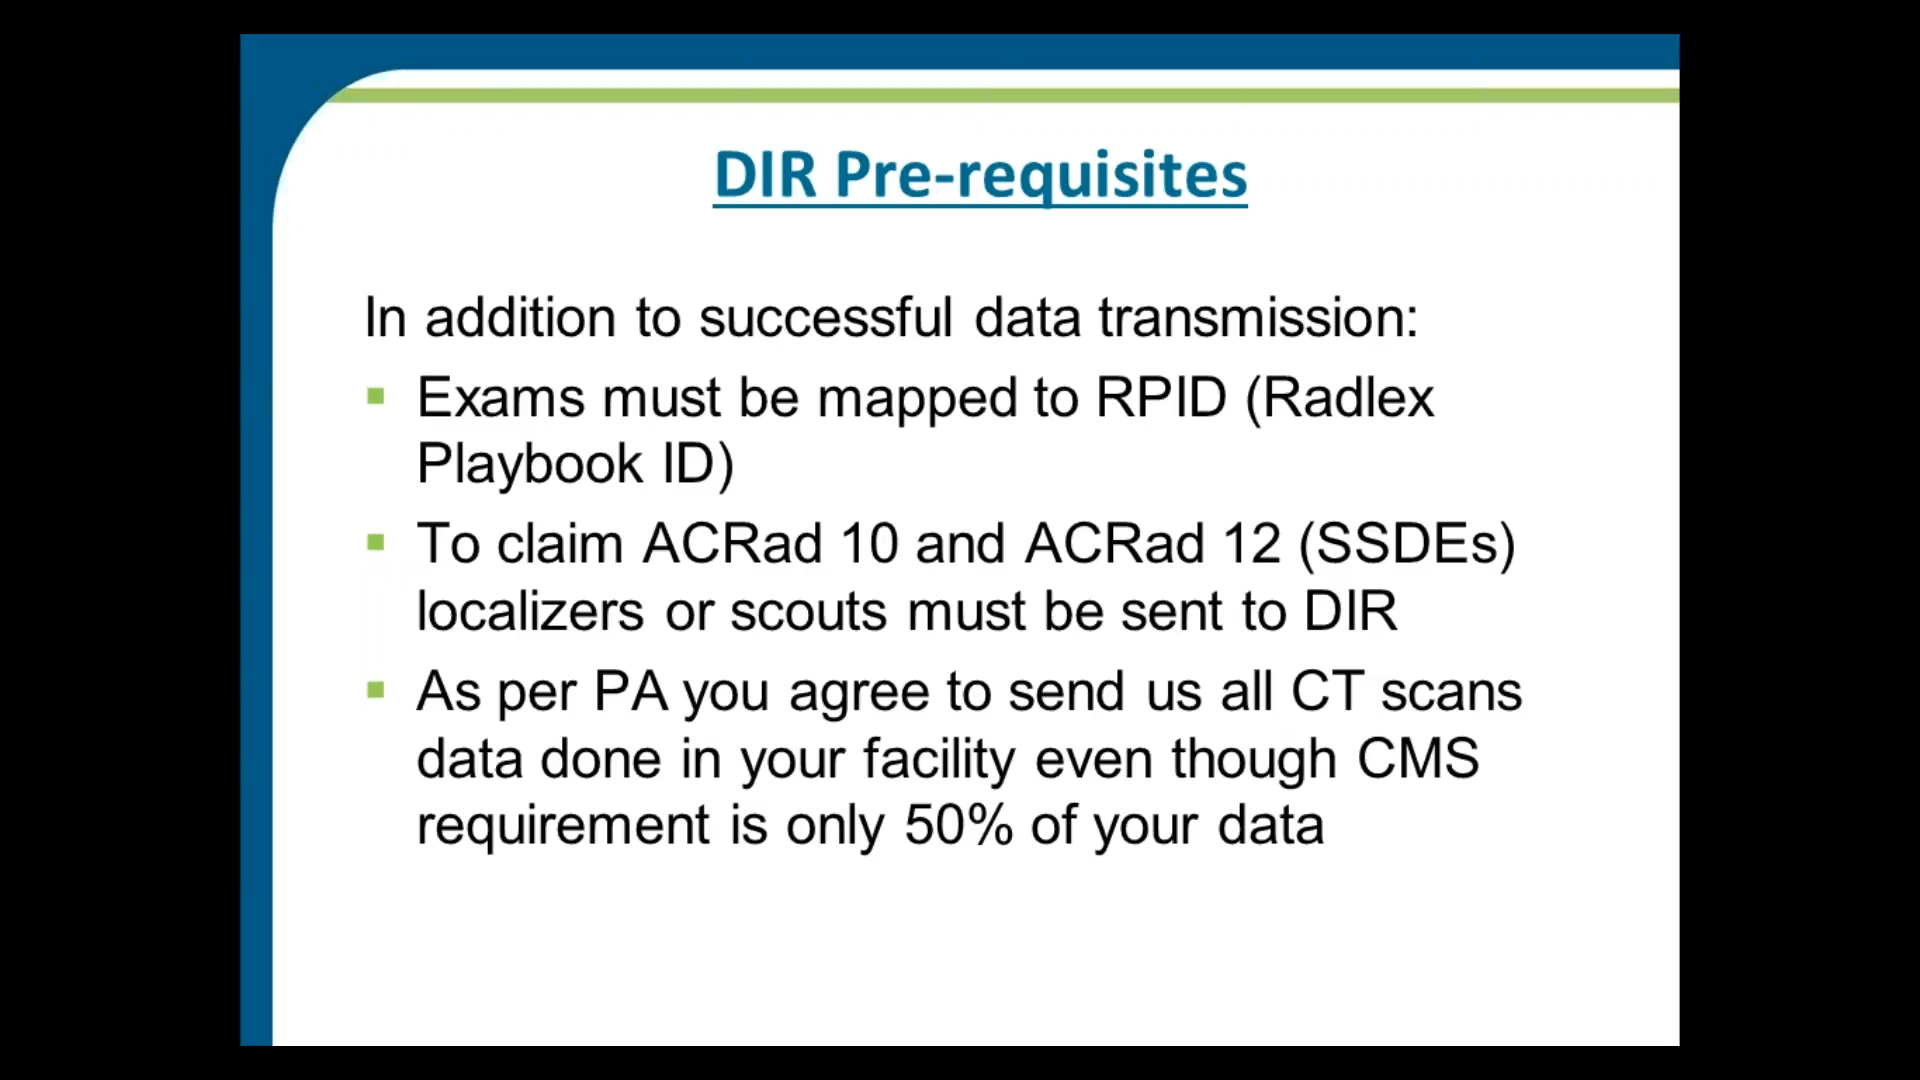 DIR Pre-requisites
In addition to successful data transmission:
Exams must be mapped to RPID (Radlex
Playbook ID)
To claim ACRad 10 and ACRad 12 (SSDEs)
localizers or scouts must be sent to DIR
As per PA you agree to send us all CT scans
data done in your facility even though CMS
requirement is only 50% of your data